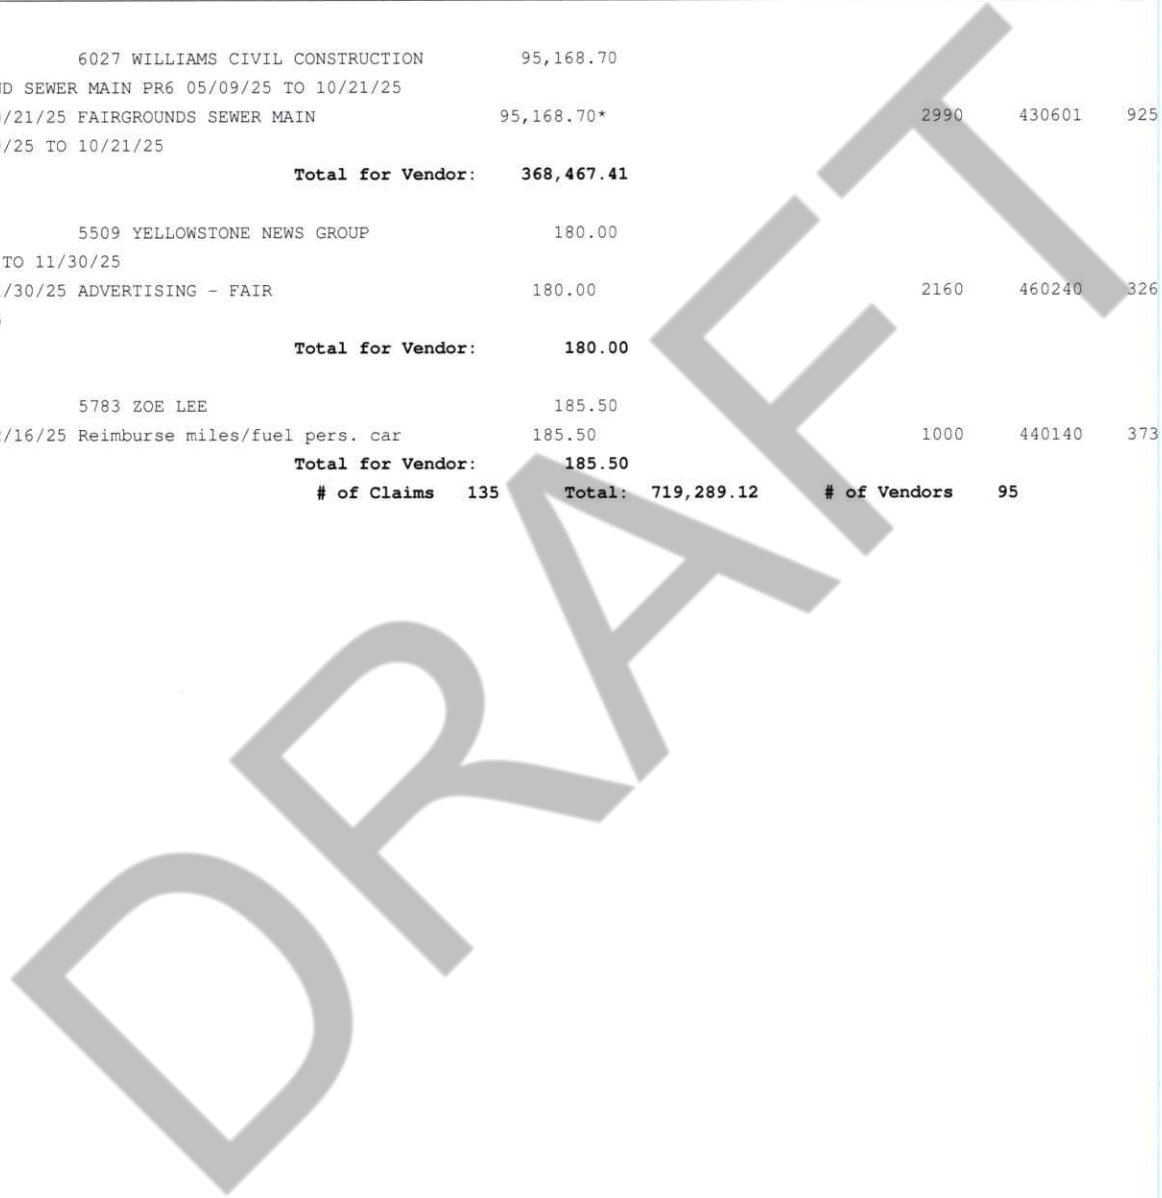 6027 WILLIAMS CIVIL CONSTRUCTION 95,168.70
ND SEWER MAIN PR6 05/09/25 TO 10/21/25
/21/25 FAIRGROUNDS SEWER MAIN 95,168.70* 2990 430601 925
/25 TO 10/21/25
Total for Vendor: 368,467.41
5509 YELLOWSTONE NEWS GROUP 180.00
TO 11/30/25
/30/25 ADVERTISING - FAIR 180.00 2160 460240 326
Total for Vendor: 180.00
5783 ZOE LEE 185.50
/16/25 Reimburse miles/fuel pers. car 185.50 1000 440140 373
Total for Vendor: 185.50
# of Claims 135 Total: 719,289.12 # of Vendors 95
DRAFT